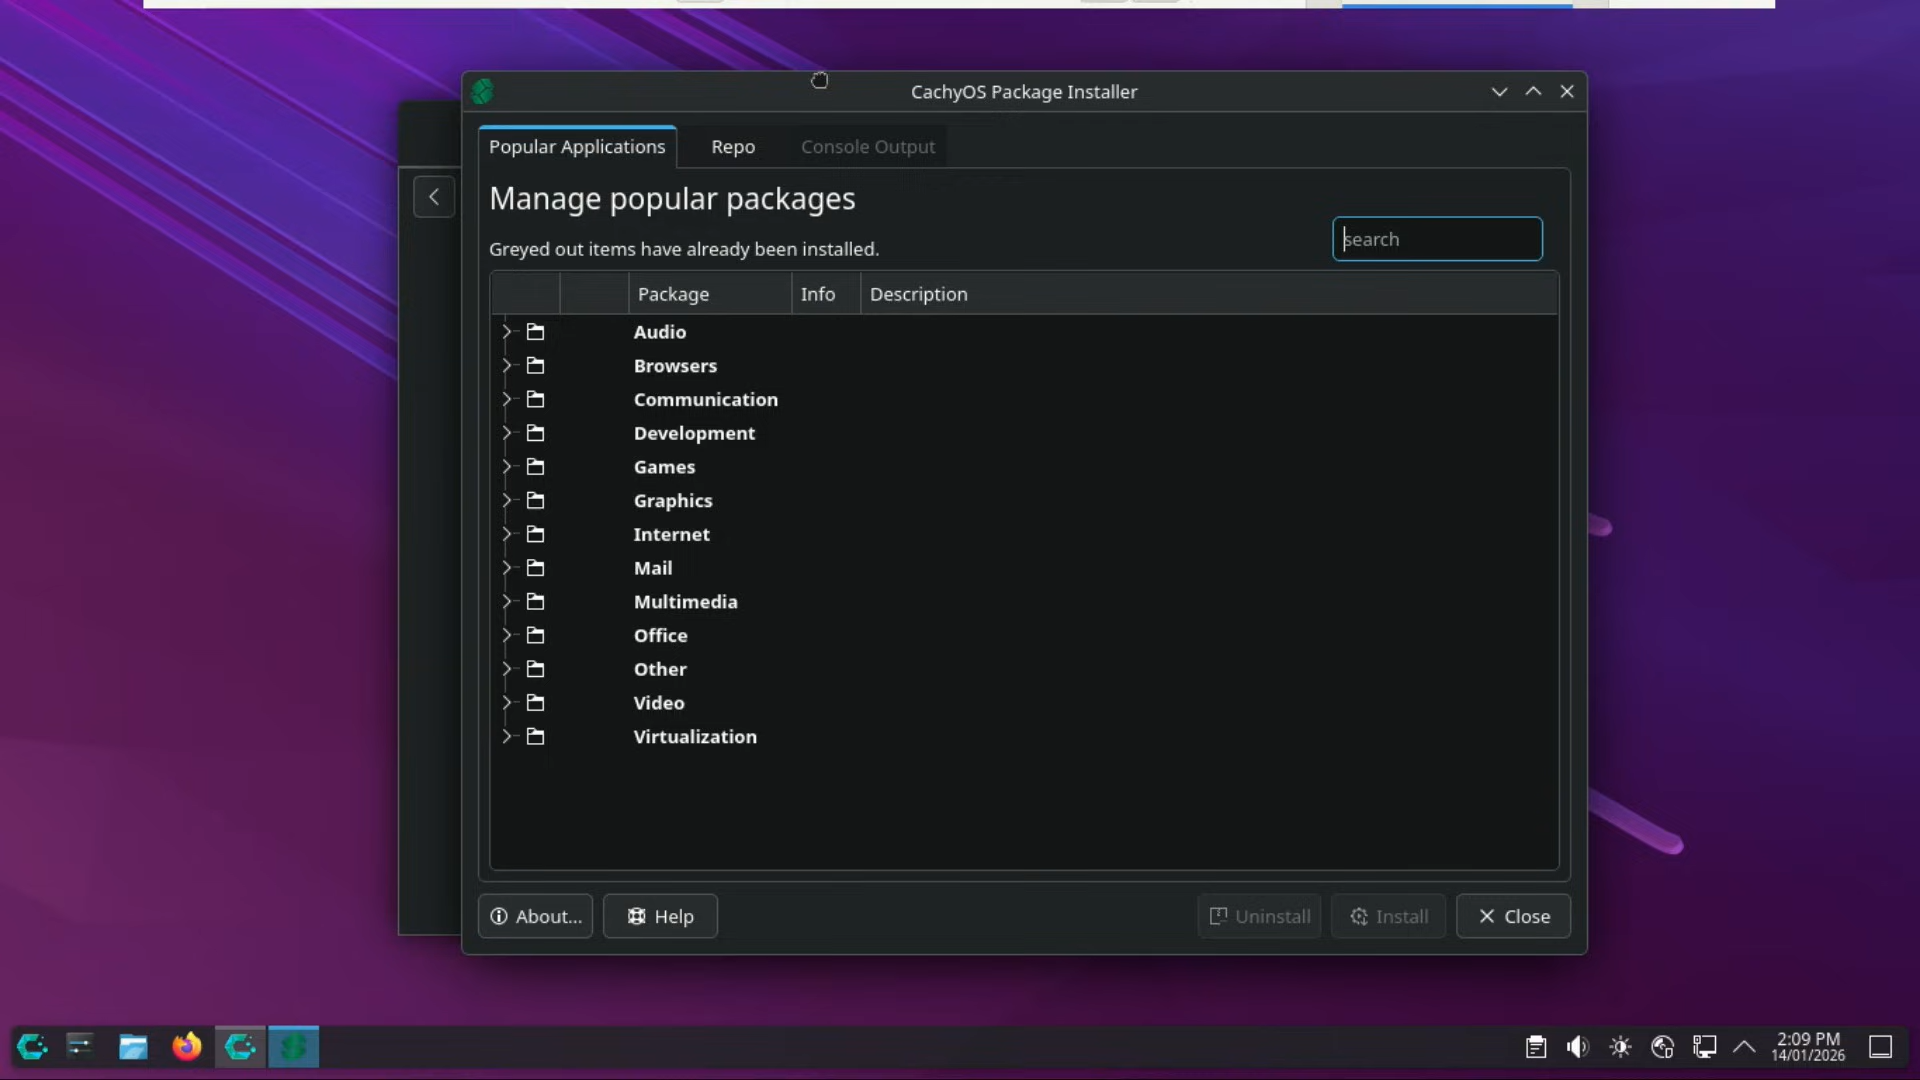 CachyOS Package Installer
Popular Applications
Repo
Console Output
Manage popular packages
Greyed out items have already been installed.
search
Package
Info
Description
Audio
Browsers
Communication
Development
Games
Graphics
Internet
Mail
Multimedia
Office
Other
Video
Virtualization
About...
Help
Uninstall
Install
Close
2:09 PM
14/01/2026